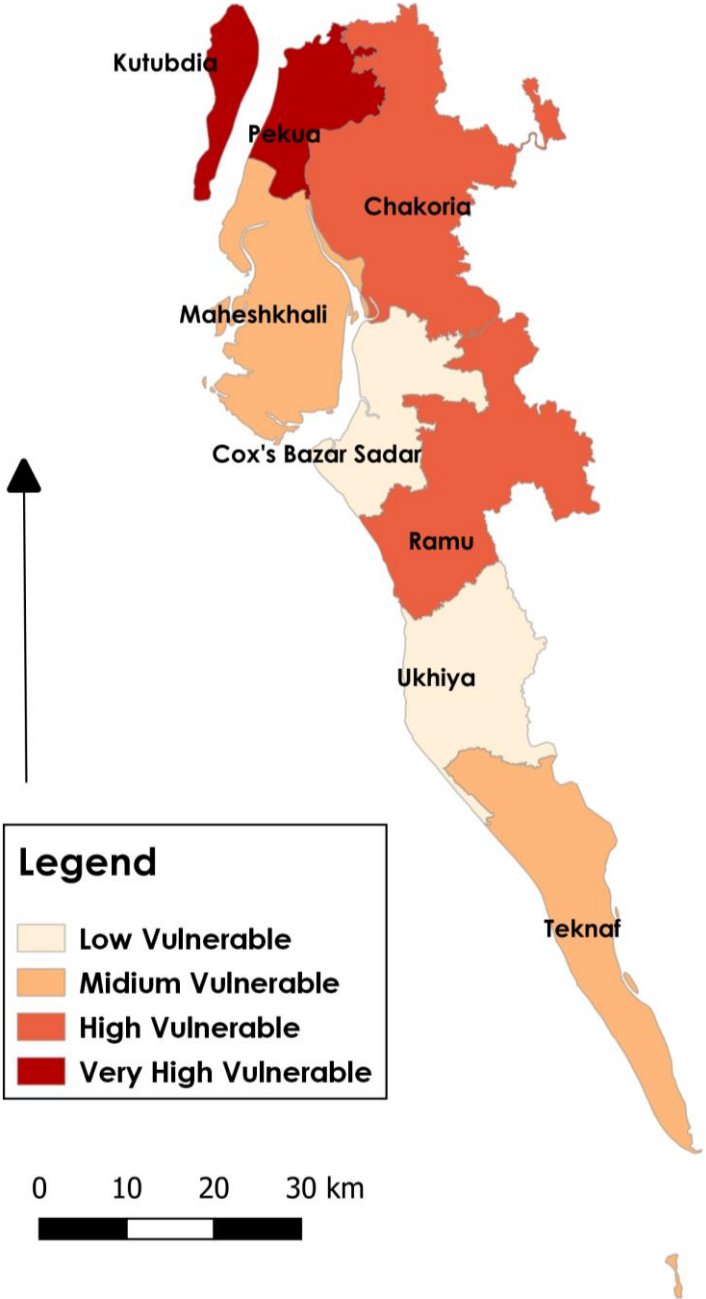 Kutubdia
Pekua
Chakoria
Maheshkhali
Cox's Bazar Sadar
Ramu
Ukhiya
Teknaf
Legend
Low Vulnerable
Midium Vulnerable
High Vulnerable
Very High Vulnerable
0 10 20 30 km